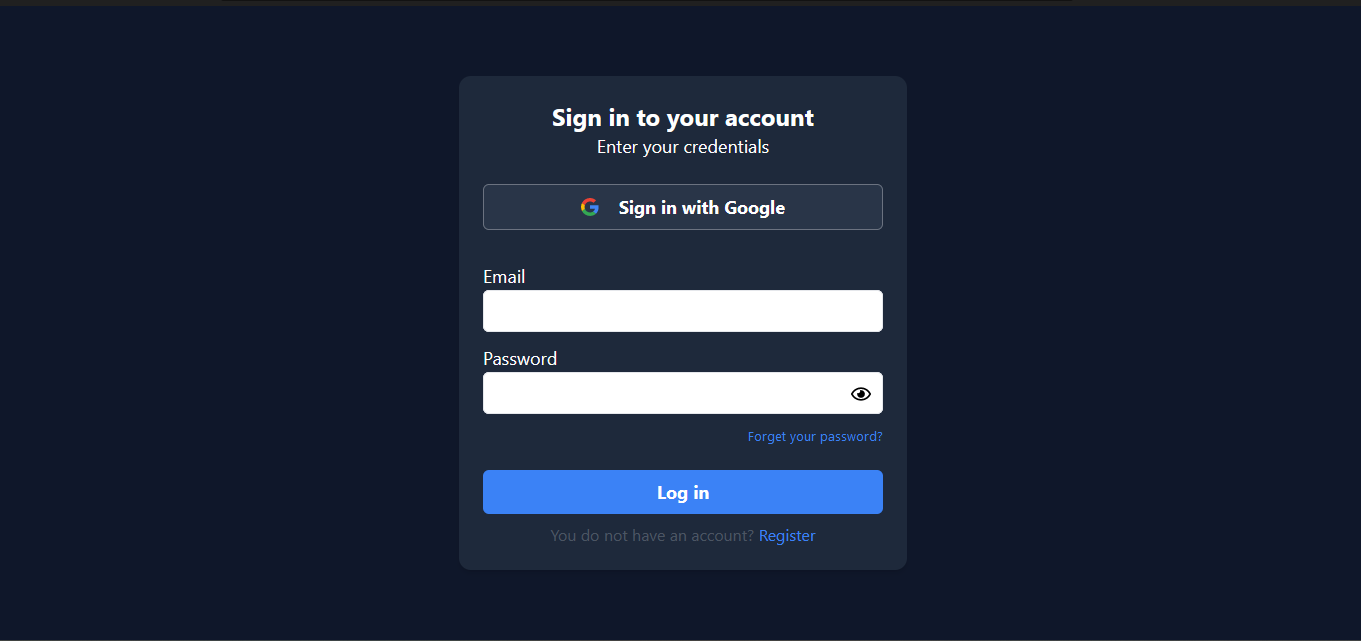 Sign in to your account
Enter your credentials
Sign in with Google
Email
Password
Forget your password?
Log in
You do not have an account? Register